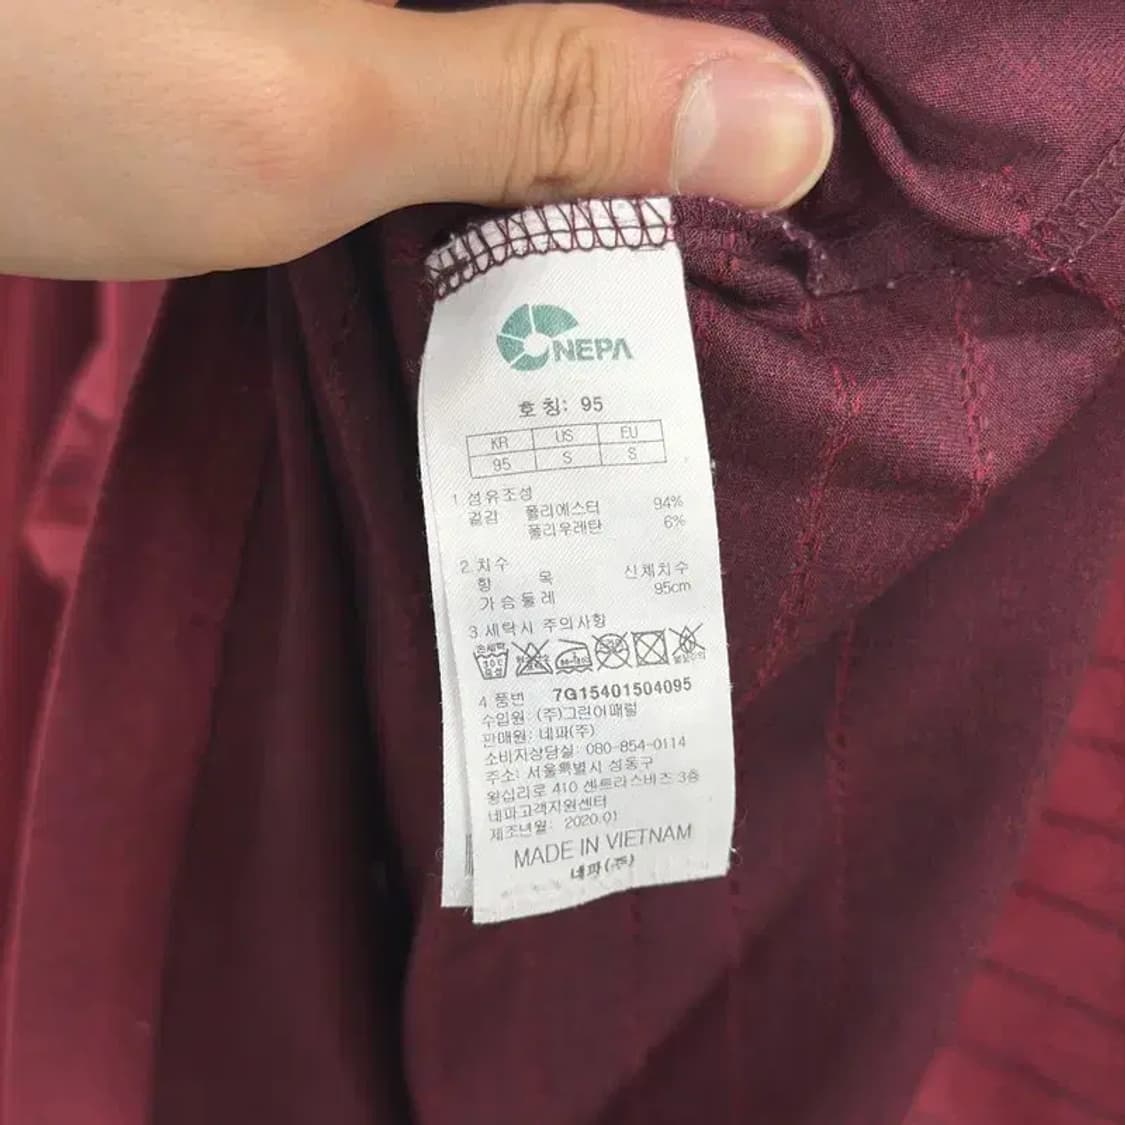 NEPA
호칭: 95
KR US EU
95 S S
1 섬유조성
겉감 폴리에스터 94%
폴리우레탄 6%
2.치수
항 목 신체치수
가슴둘레 95cm
3.세탁시 주의사항
손세탁
30℃
중성
4 품번 7G15401504095
수입원: (주)그린어패럴
판매원: 네파(주)
소비자상담실: 080-854-0114
주소: 서울특별시 성동구
왕십리로 410 센트라스비즈 3층
네파고객지원센터
제조년월: 2020.01
MADE IN VIETNAM
네파(주)